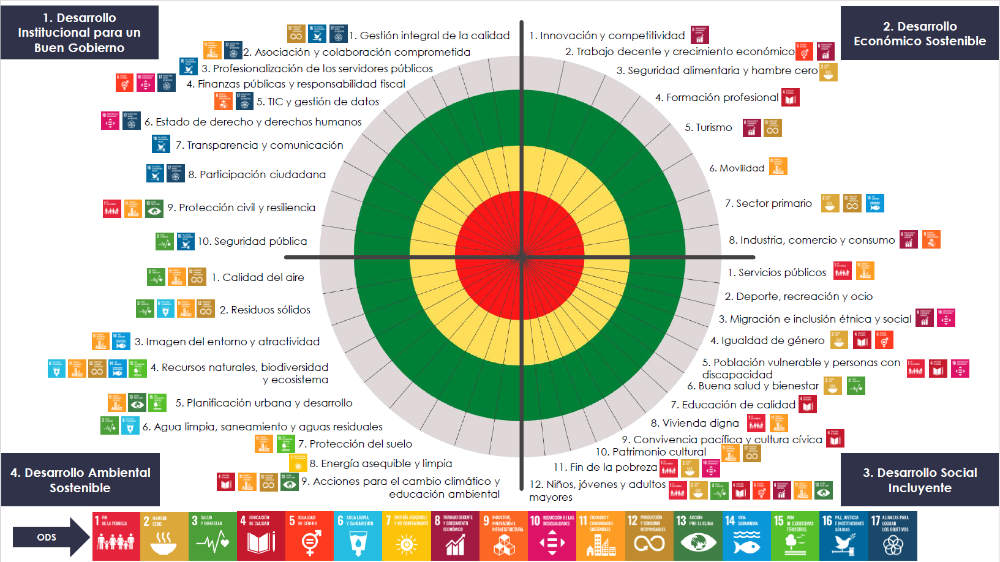 1. Desarrollo
Institucional para un
Buen Gobierno
2. Desarrollo
Económico Sostenible
1. Gestión integral de la calidad
2. Asociación y colaboración comprometida
3. Profesionalización de los servidores públicos
4. Finanzas públicas y responsabilidad fiscal
5. TIC y gestión de datos
6. Estado de derecho y derechos humanos
7. Transparencia y comunicación
8. Participación ciudadana
9. Protección civil y resiliencia
10. Seguridad pública
1. Innovación y competitividad
2. Trabajo decente y crecimiento económico
3. Seguridad alimentaria y hambre cero
4. Formación profesional
5. Turismo
6. Movilidad
7. Sector primario
8. Industria, comercio y consumo
1. Calidad del aire
2. Residuos sólidos
3. Imagen del entorno y atractividad
4. Recursos naturales, biodiversidad
y ecosistema
5. Planificación urbana y desarrollo
6. Agua limpia, saneamiento y aguas residuales
7. Protección del suelo
8. Energía asequible y limpia
9. Acciones para el cambio climático y
educación ambiental
1. Servicios públicos
2. Deporte, recreación y ocio
3. Migración e inclusión étnica y social
4. Igualdad de género
5. Población vulnerable y personas con
discapacidad
6. Buena salud y bienestar
7. Educación de calidad
8. Vivienda digna
9. Convivencia pacífica y cultura cívica
10. Patrimonio cultural
11. Fin de la pobreza
12. Niños, jóvenes y adultos
mayores
4. Desarrollo Ambiental
Sostenible
3. Desarrollo Social
Incluyente
ODS
1 FIN
DE LA POBREZA
2 HAMBRE
CERO
3 SALUD
Y BIENESTAR
4 EDUCACIÓN
DE CALIDAD
5 IGUALDAD
DE GÉNERO
6 AGUA LIMPIA
Y SANEAMIENTO
7 ENERGÍA ASEQUIBLE
Y NO CONTAMINANTE
8 TRABAJO DECENTE
Y CRECIMIENTO
ECONÓMICO
9 INDUSTRIA,
INNOVACIÓN E
INFRAESTRUCTURA
10 REDUCCIÓN DE LAS
DESIGUALDADES
11 CIUDADES Y
COMUNIDADES
SOSTENIBLES
12 PRODUCCIÓN
Y CONSUMO
RESPONSABLES
13 ACCIÓN
POR EL CLIMA
14 VIDA
SUBMARINA
15 VIDA
DE ECOSISTEMAS
TERRESTRES
16 PAZ, JUSTICIA
E INSTITUCIONES
SÓLIDAS
17 ALIANZAS PARA
LOGRAR
LOS OBJETIVOS